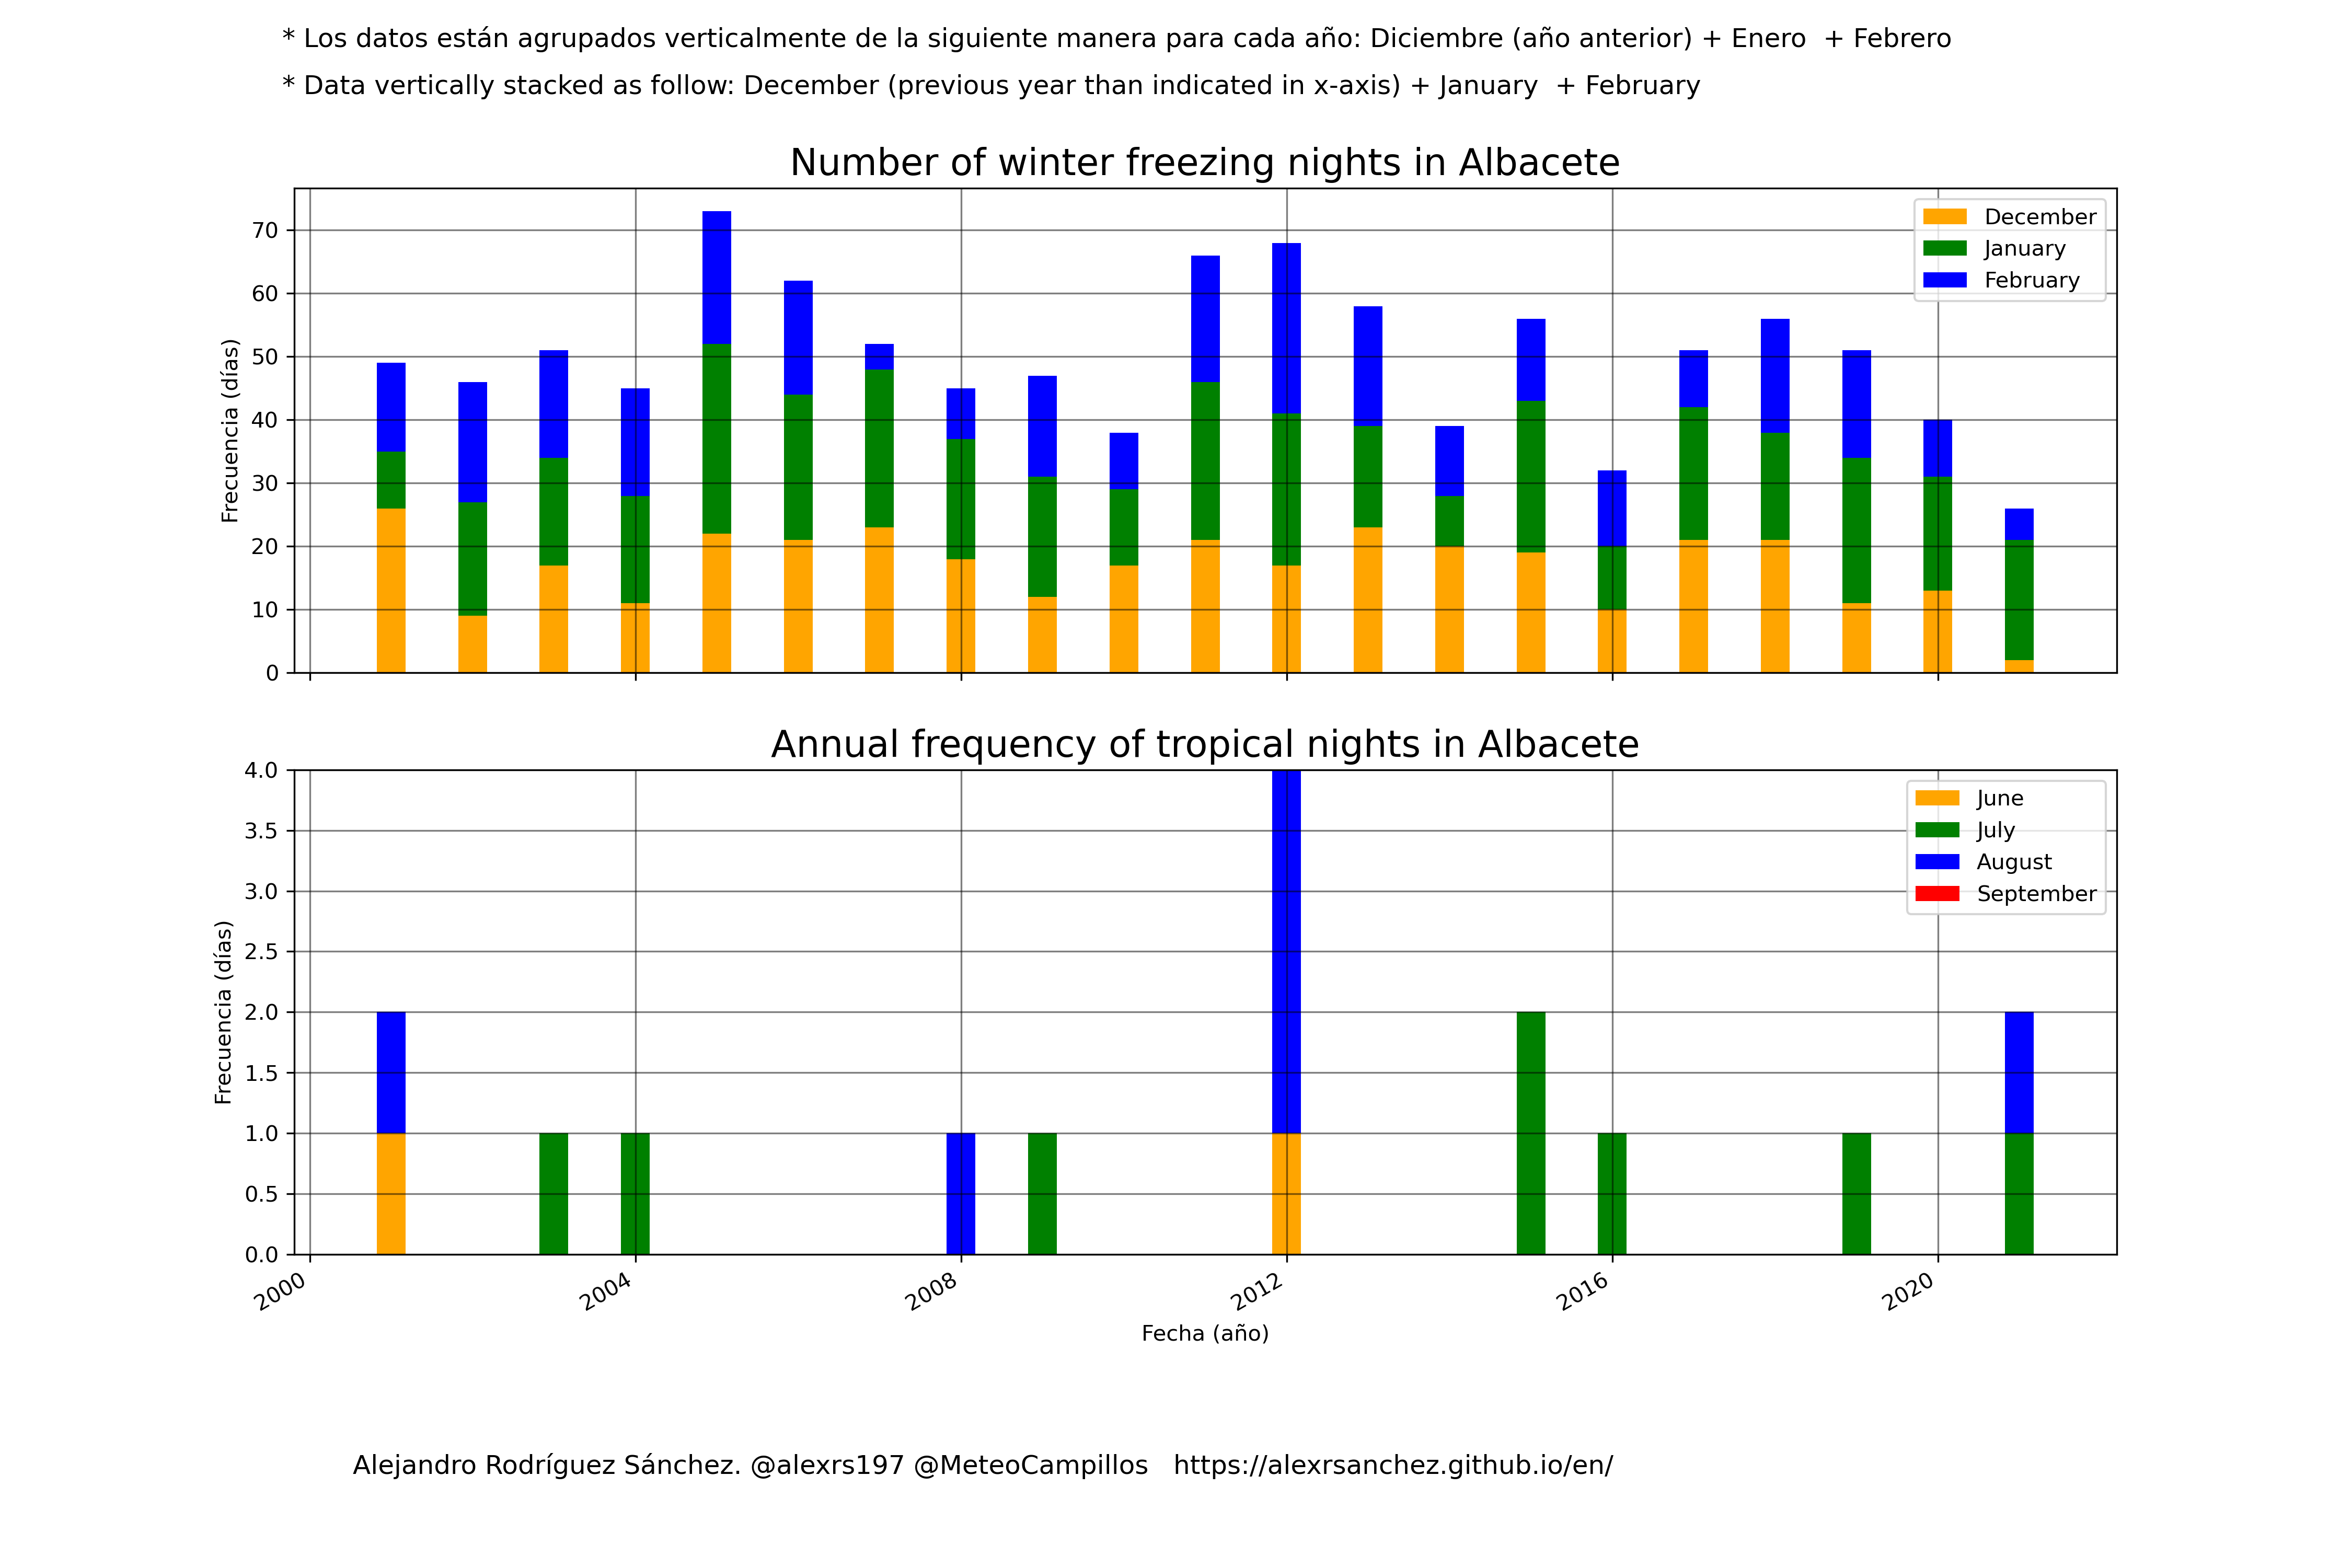 * Los datos están agrupados verticalmente de la siguiente manera para cada año: Diciembre (año anterior) + Enero  + Febrero
* Data vertically stacked as follow: December (previous year than indicated in x-axis) + January  + February
Number of winter freezing nights in Albacete
Frecuencia (días)
70
60
50
40
30
20
10
0
December
January
February
Annual frequency of tropical nights in Albacete
Frecuencia (días)
4.0
3.5
3.0
2.5
2.0
1.5
1.0
0.5
0.0
June
July
August
September
2000
2004
2008
2012
2016
2020
Fecha (año)
Alejandro Rodríguez Sánchez. @alexrs197 @MeteoCampillos   https://alexrsanchez.github.io/en/